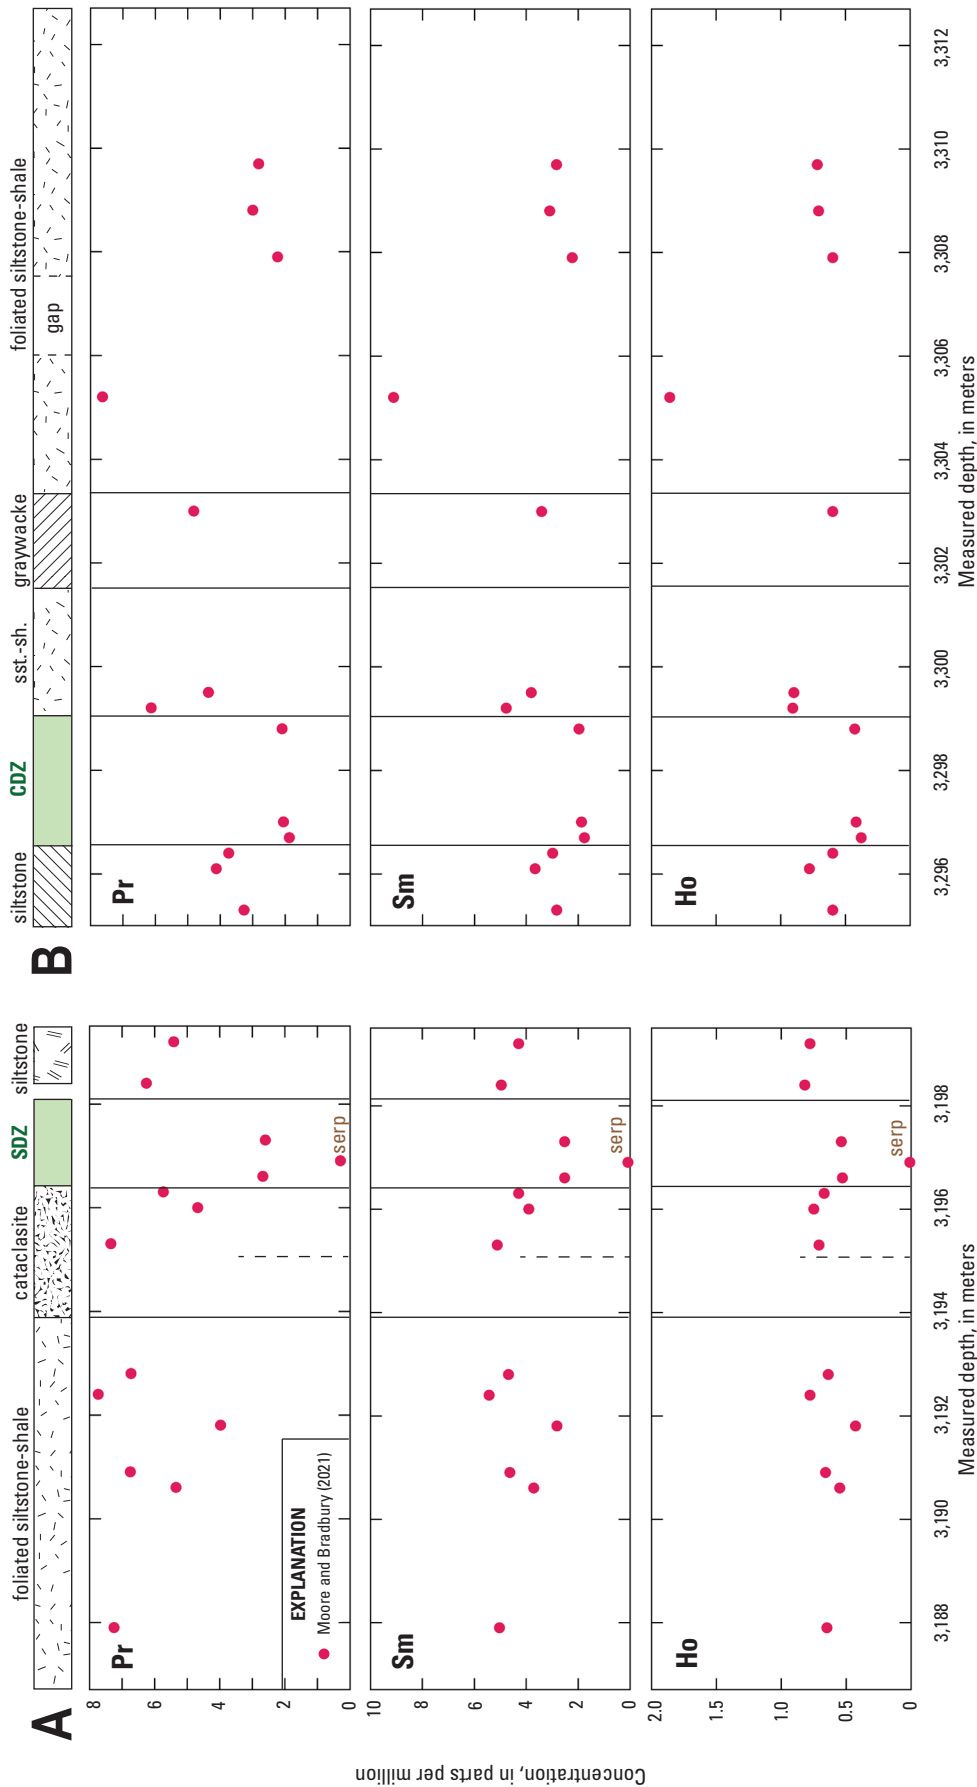 A
foliated siltstone-shale
cataclasite
SDZ
siltstone
Pr
8
6
4
2
0
EXPLANATION
Moore and Bradbury (2021)
serp
Sm
10
8
6
4
2
0
serp
Ho
2.0
1.5
1.0
0.5
0
serp
3,188
3,190
3,192
3,194
3,196
3,198
Measured depth, in meters
Concentration, in parts per million
B
siltstone
CDZ
sst.-sh.
graywacke
foliated siltstone-shale
gap
Pr
Sm
Ho
3,296
3,298
3,300
3,302
3,304
3,306
3,308
3,310
3,312
Measured depth, in meters